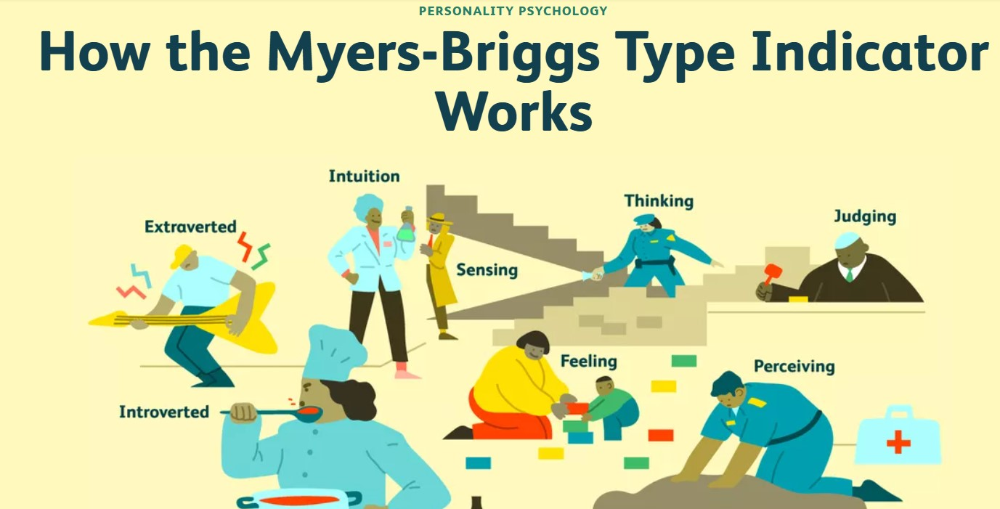 PERSONALITY PSYCHOLOGY
How the Myers-Briggs Type Indicator
Works
Intuition
Thinking
Judging
Extraverted
Sensing
Feeling
Perceiving
Introverted